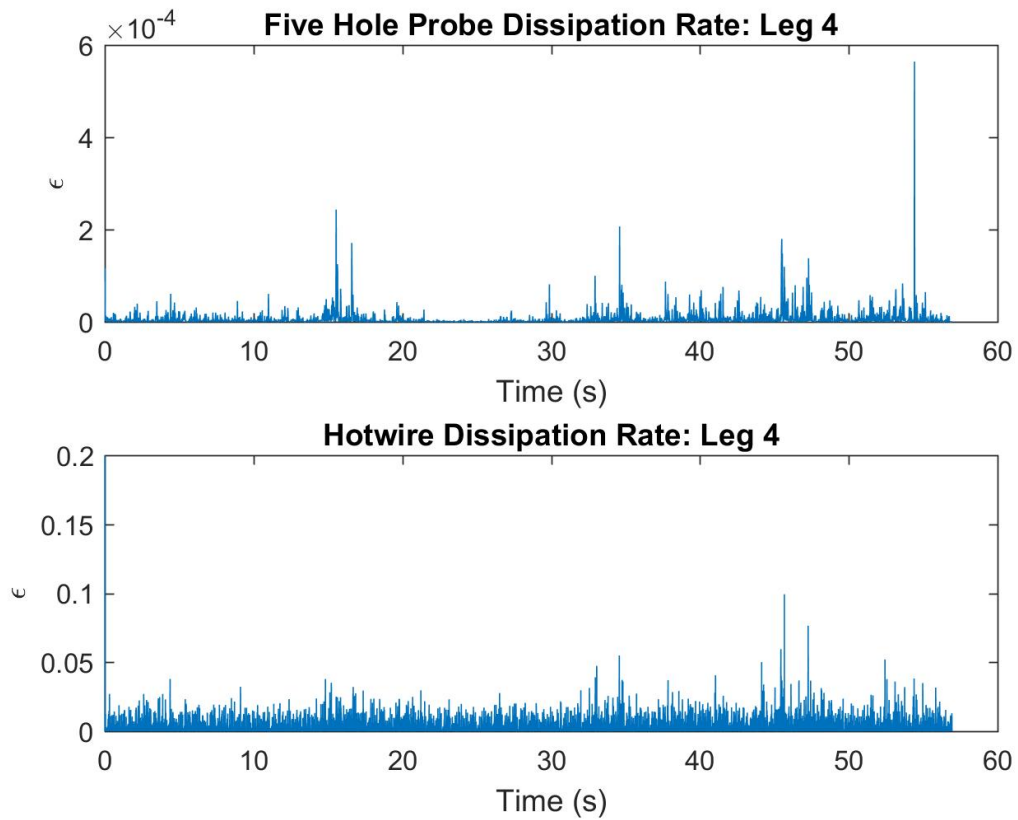 ×10⁻⁴
Five Hole Probe Dissipation Rate: Leg 4
6
4
ϵ
2
0
0 10 20 30 40 50 60
Time (s)
Hotwire Dissipation Rate: Leg 4
0.2
0.15
ϵ
0.1
0.05
0
0 10 20 30 40 50 60
Time (s)